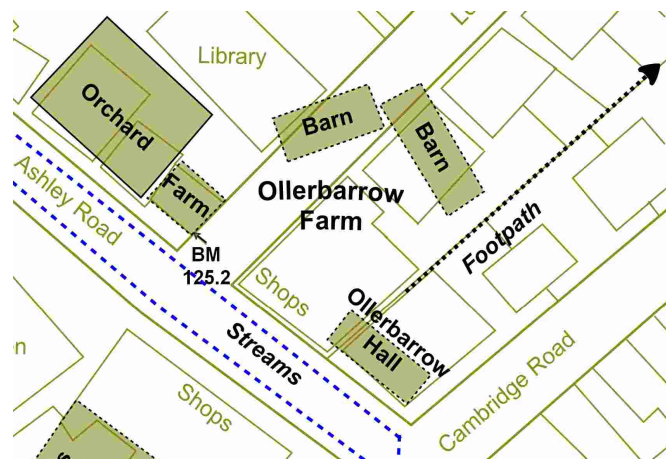 Library
Orchard
Barn
Barn
Ashley Road
Farm
Ollerbarrow
Farm
BM
125.2
Footpath
Shops
Ollerbarrow
Hall
Streams
Cambridge Road
Shops